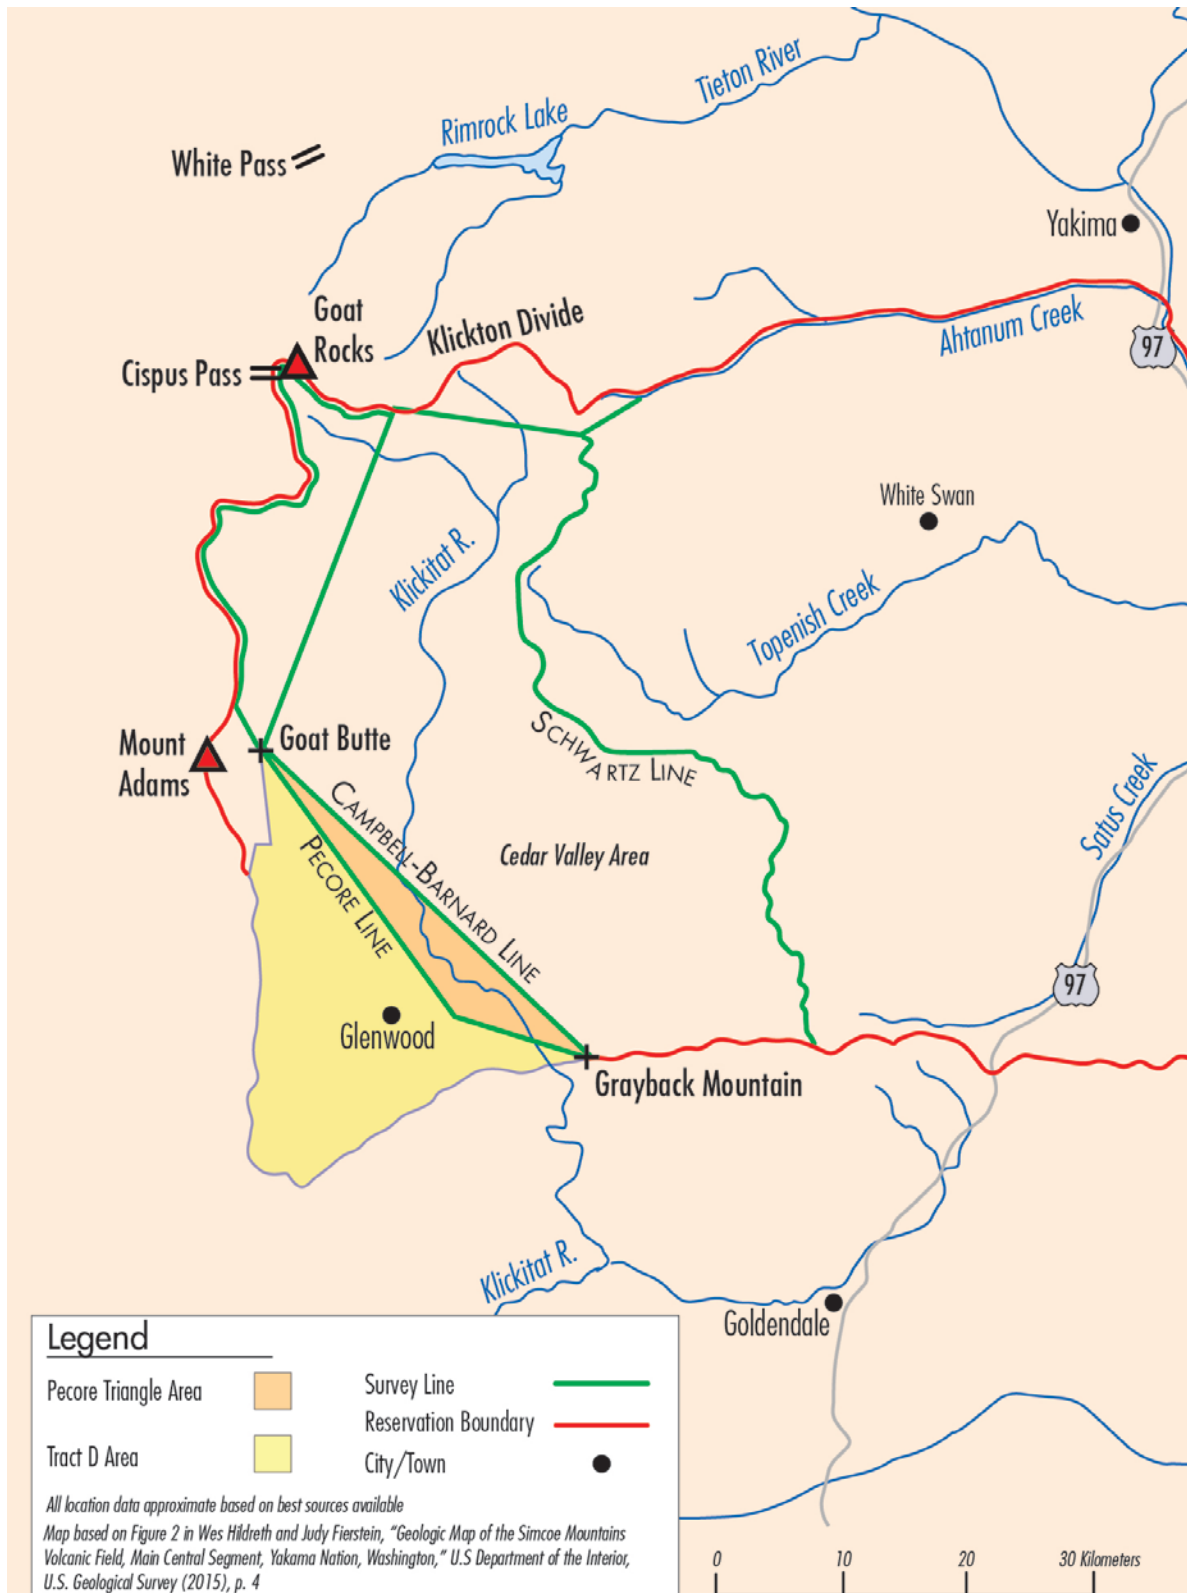 Tieton River
Rimrock Lake
White Pass
Yakima
Goat
Rocks
Klickton Divide
Ahtanum Creek
97
Cispus Pass
White Swan
Klickitat R.
Topenish Creek
Schwartz Line
Mount
Adams
Goat Butte
Campbell-Barnard Line
Pecore Line
Cedar Valley Area
Satus Creek
97
Glenwood
Grayback Mountain
Klickitat R.
Goldendale
Legend
Pecore Triangle Area
Survey Line
Reservation Boundary
Tract D Area
City/Town
All location data approximate based on best sources available
Map based on Figure 2 in Wes Hildreth and Judy Fierstein, “Geologic Map of the Simcoe Mountains
Volcanic Field, Main Central Segment, Yakama Nation, Washington,” U.S Department of the Interior,
U.S. Geological Survey (2015), p. 4
0 10 20 30 Kilometers